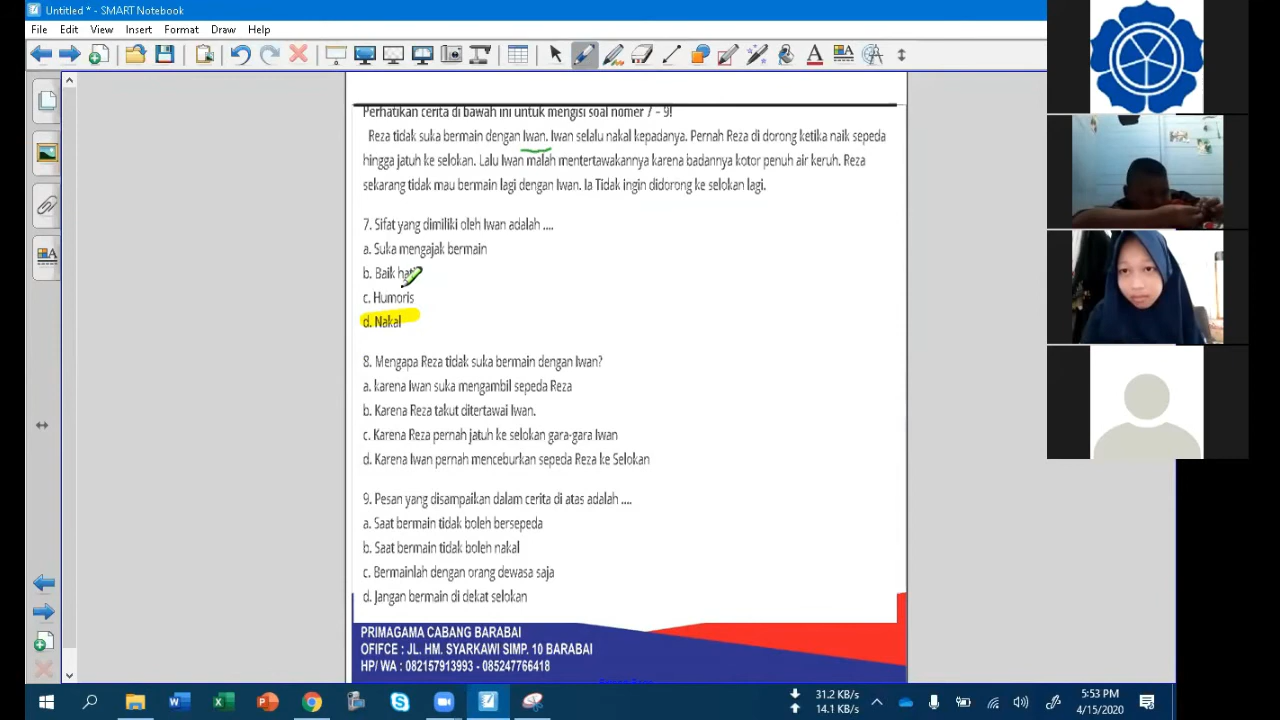 Untitled * - SMART Notebook
File Edit View Insert Format Draw Help
Perhatikan cerita di bawah ini untuk mengisi soal nomer 7 - 9!
Reza tidak suka bermain dengan Iwan. Iwan selalu nakal kepadanya. Pernah Reza di dorong ketika naik sepeda
hingga jatuh ke selokan. Lalu Iwan malah mentertawakannya karena badannya kotor penuh air keruh. Reza
sekarang tidak mau bermain lagi dengan Iwan. Ia Tidak ingin didorong ke selokan lagi.
7. Sifat yang dimiliki oleh Iwan adalah ....
a. Suka mengajak bermain
b. Baik hati
c. Humoris
d. Nakal
8. Mengapa Reza tidak suka bermain dengan Iwan?
a. karena Iwan suka mengambil sepeda Reza
b. Karena Reza takut ditertawai Iwan.
c. Karena Reza pernah jatuh ke selokan gara-gara Iwan
d. Karena Iwan pernah menceburkan sepeda Reza ke Selokan
9. Pesan yang disampaikan dalam cerita di atas adalah ....
a. Saat bermain tidak boleh bersepeda
b. Saat bermain tidak boleh nakal
c. Bermainlah dengan orang dewasa saja
d. Jangan bermain di dekat selokan
PRIMAGAMA CABANG BARABAI
OFIFCE : JL. HM. SYARKAWI SIMP. 10 BARABAI
HP/ WA : 082157913993 - 085247766418
31.2 KB/s
14.1 KB/s
5:53 PM
4/15/2020